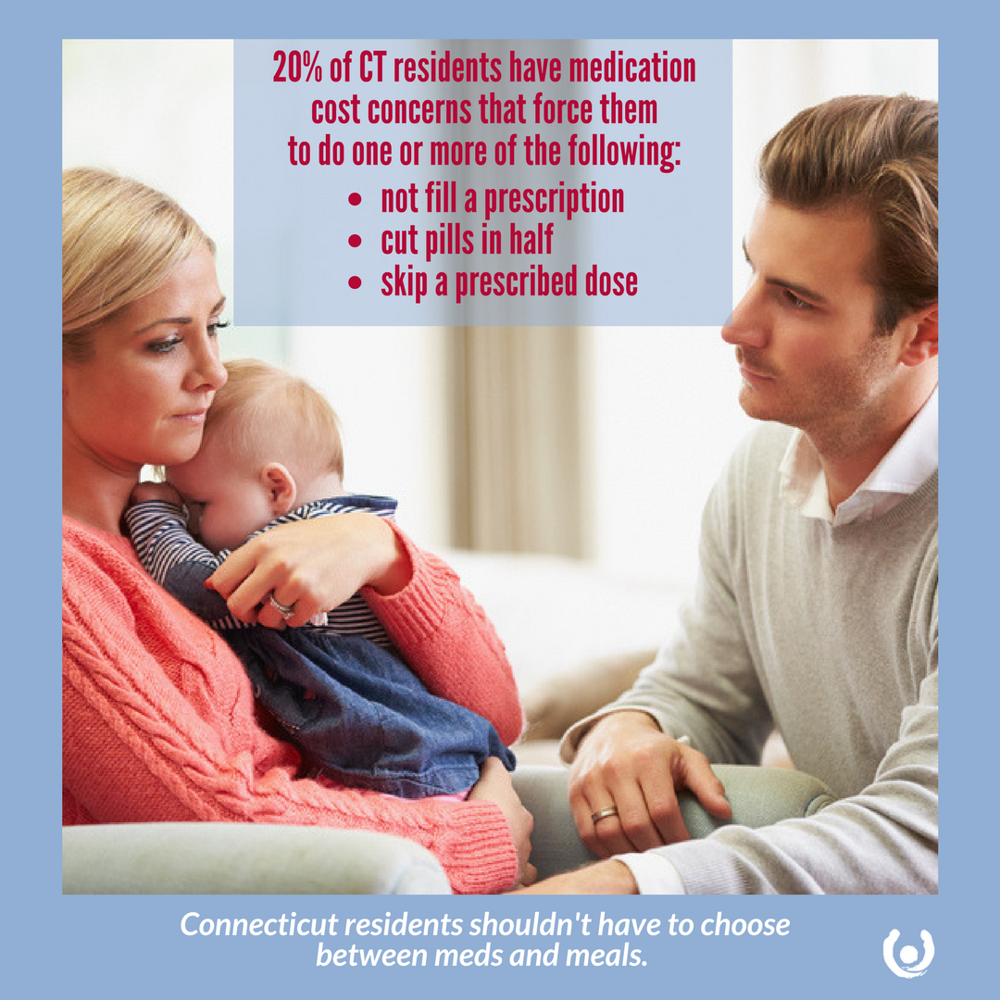 20% of CT residents have medication
cost concerns that force them
to do one or more of the following:
• not fill a prescription
• cut pills in half
• skip a prescribed dose
Connecticut residents shouldn't have to choose
between meds and meals.